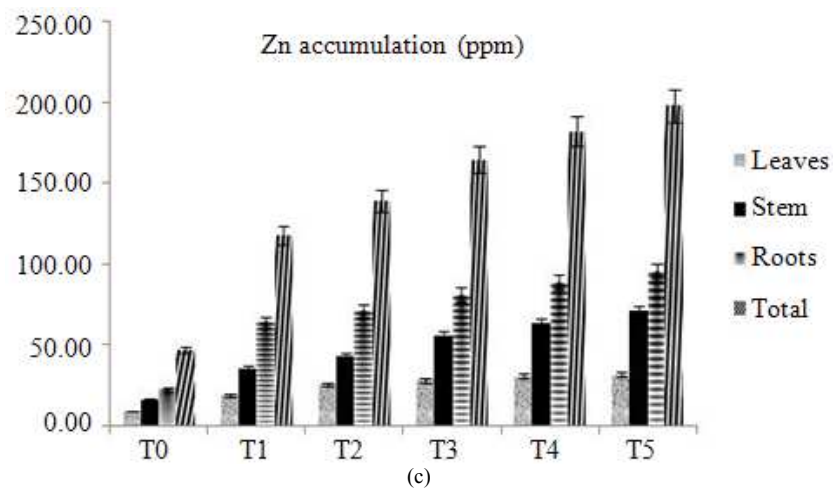 250.00
Zn accumulation (ppm)
200.00
150.00
100.00
50.00
0.00
Leaves
Stem
Roots
Total
T0 T1 T2 T3 T4 T5
(c)